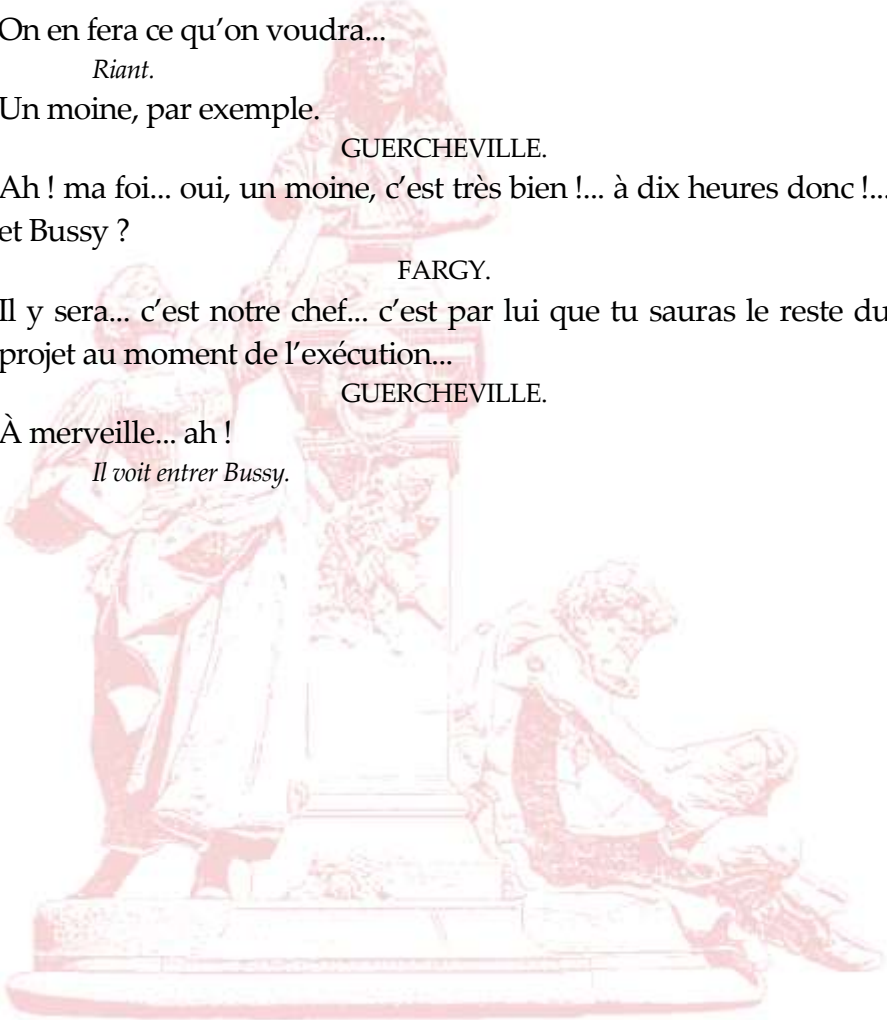 On en fera ce qu’on voudra...
Riant.
Un moine, par exemple.
GUERCHEVILLE.
Ah ! ma foi... oui, un moine, c’est très bien !... à dix heures donc !...
et Bussy ?
FARGY.
Il y sera... c’est notre chef... c’est par lui que tu sauras le reste du
projet au moment de l’exécution...
GUERCHEVILLE.
À merveille... ah !
Il voit entrer Bussy.